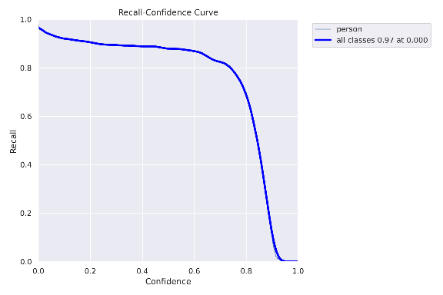 Recall-Confidence Curve
person
all classes 0.97 at 0.000
1.0
0.8
0.6
0.4
0.2
0.0
Recall
0.0 0.2 0.4 0.6 0.8 1.0
Confidence